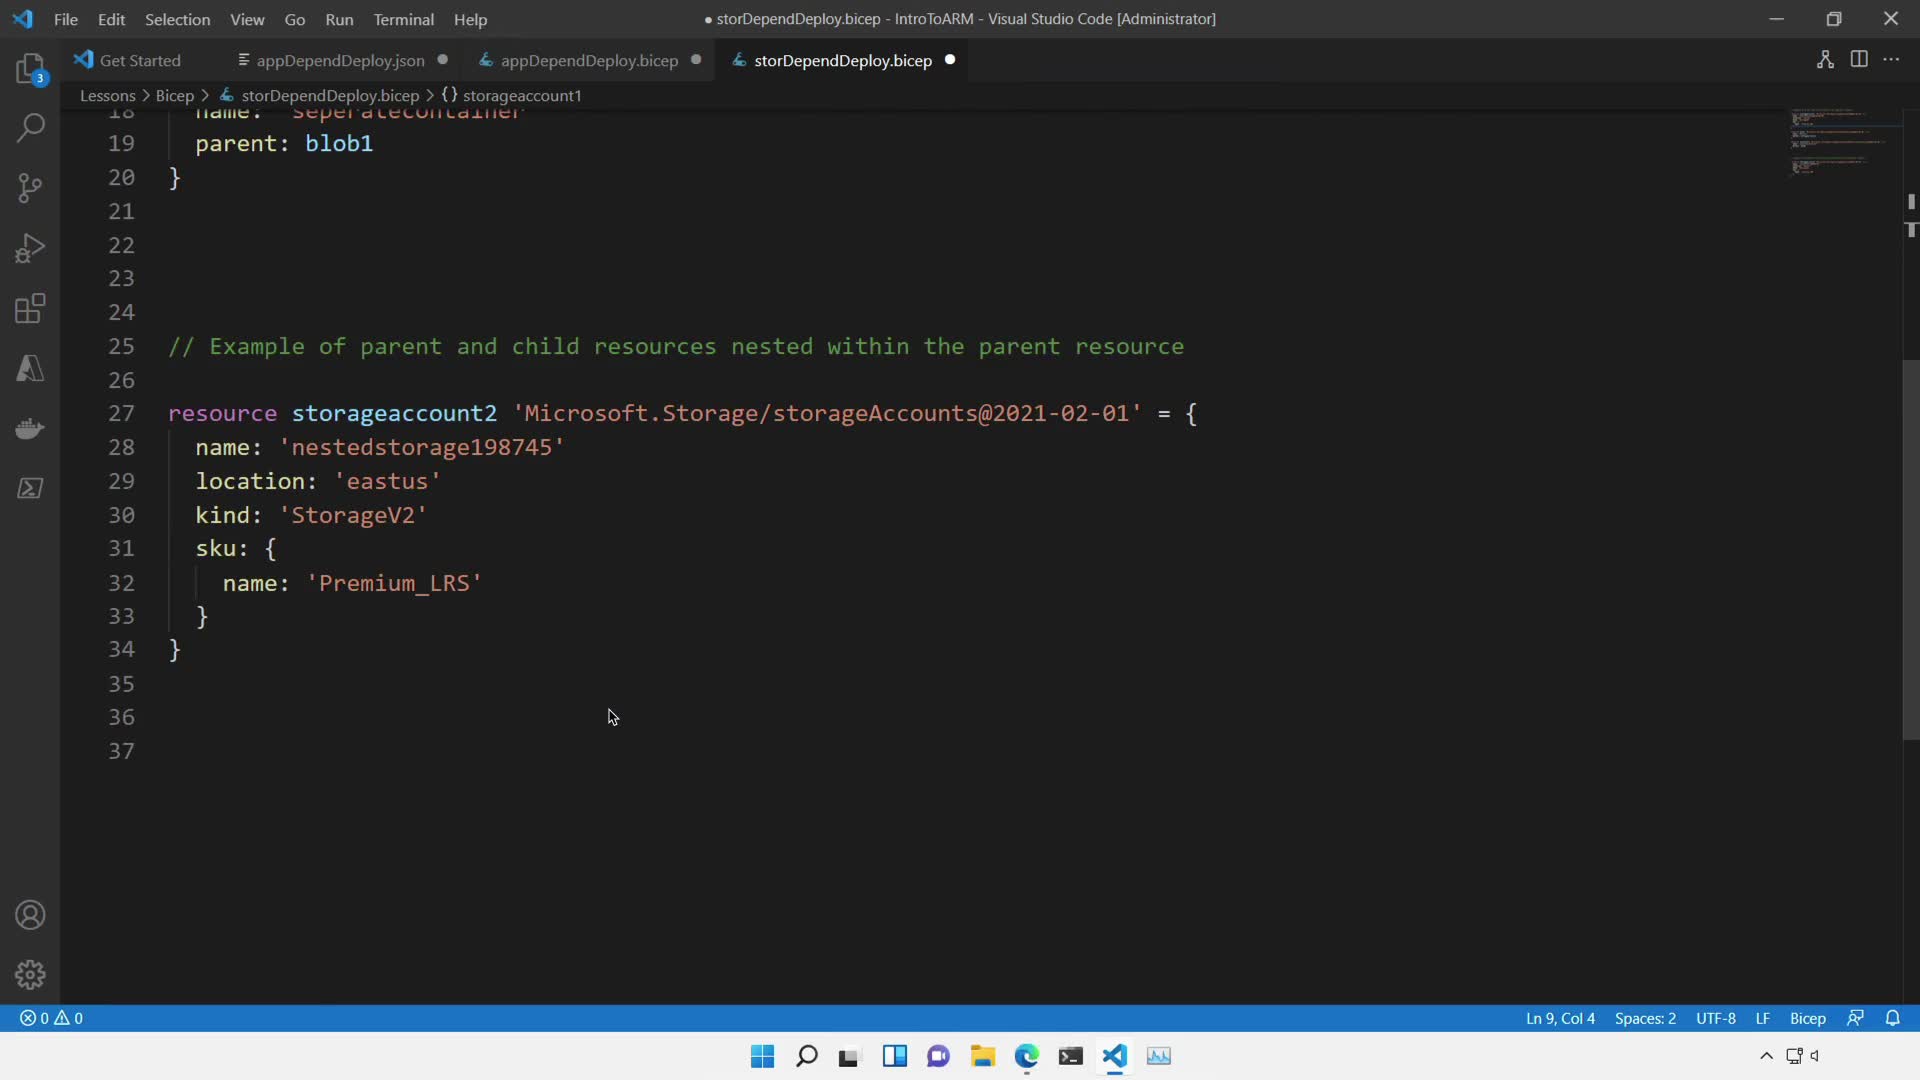 File Edit Selection View Go Run Terminal Help
● storDependDeploy.bicep - IntroToARM - Visual Studio Code [Administrator]
Get Started
appDependDeploy.json
appDependDeploy.bicep
storDependDeploy.bicep
Lessons > Bicep > storDependDeploy.bicep > {} storageaccount1
3
18 name: 'seperatecontainer'
19 parent: blob1
20 }
21
22
23
24
25 // Example of parent and child resources nested within the parent resource
26
27 resource storageaccount2 'Microsoft.Storage/storageAccounts@2021-02-01' = {
28 name: 'nestedstorage198745'
29 location: 'eastus'
30 kind: 'StorageV2'
31 sku: {
32 name: 'Premium_LRS'
33 }
34 }
35
36
37
0 0
Ln 9, Col 4 Spaces: 2 UTF-8 LF Bicep